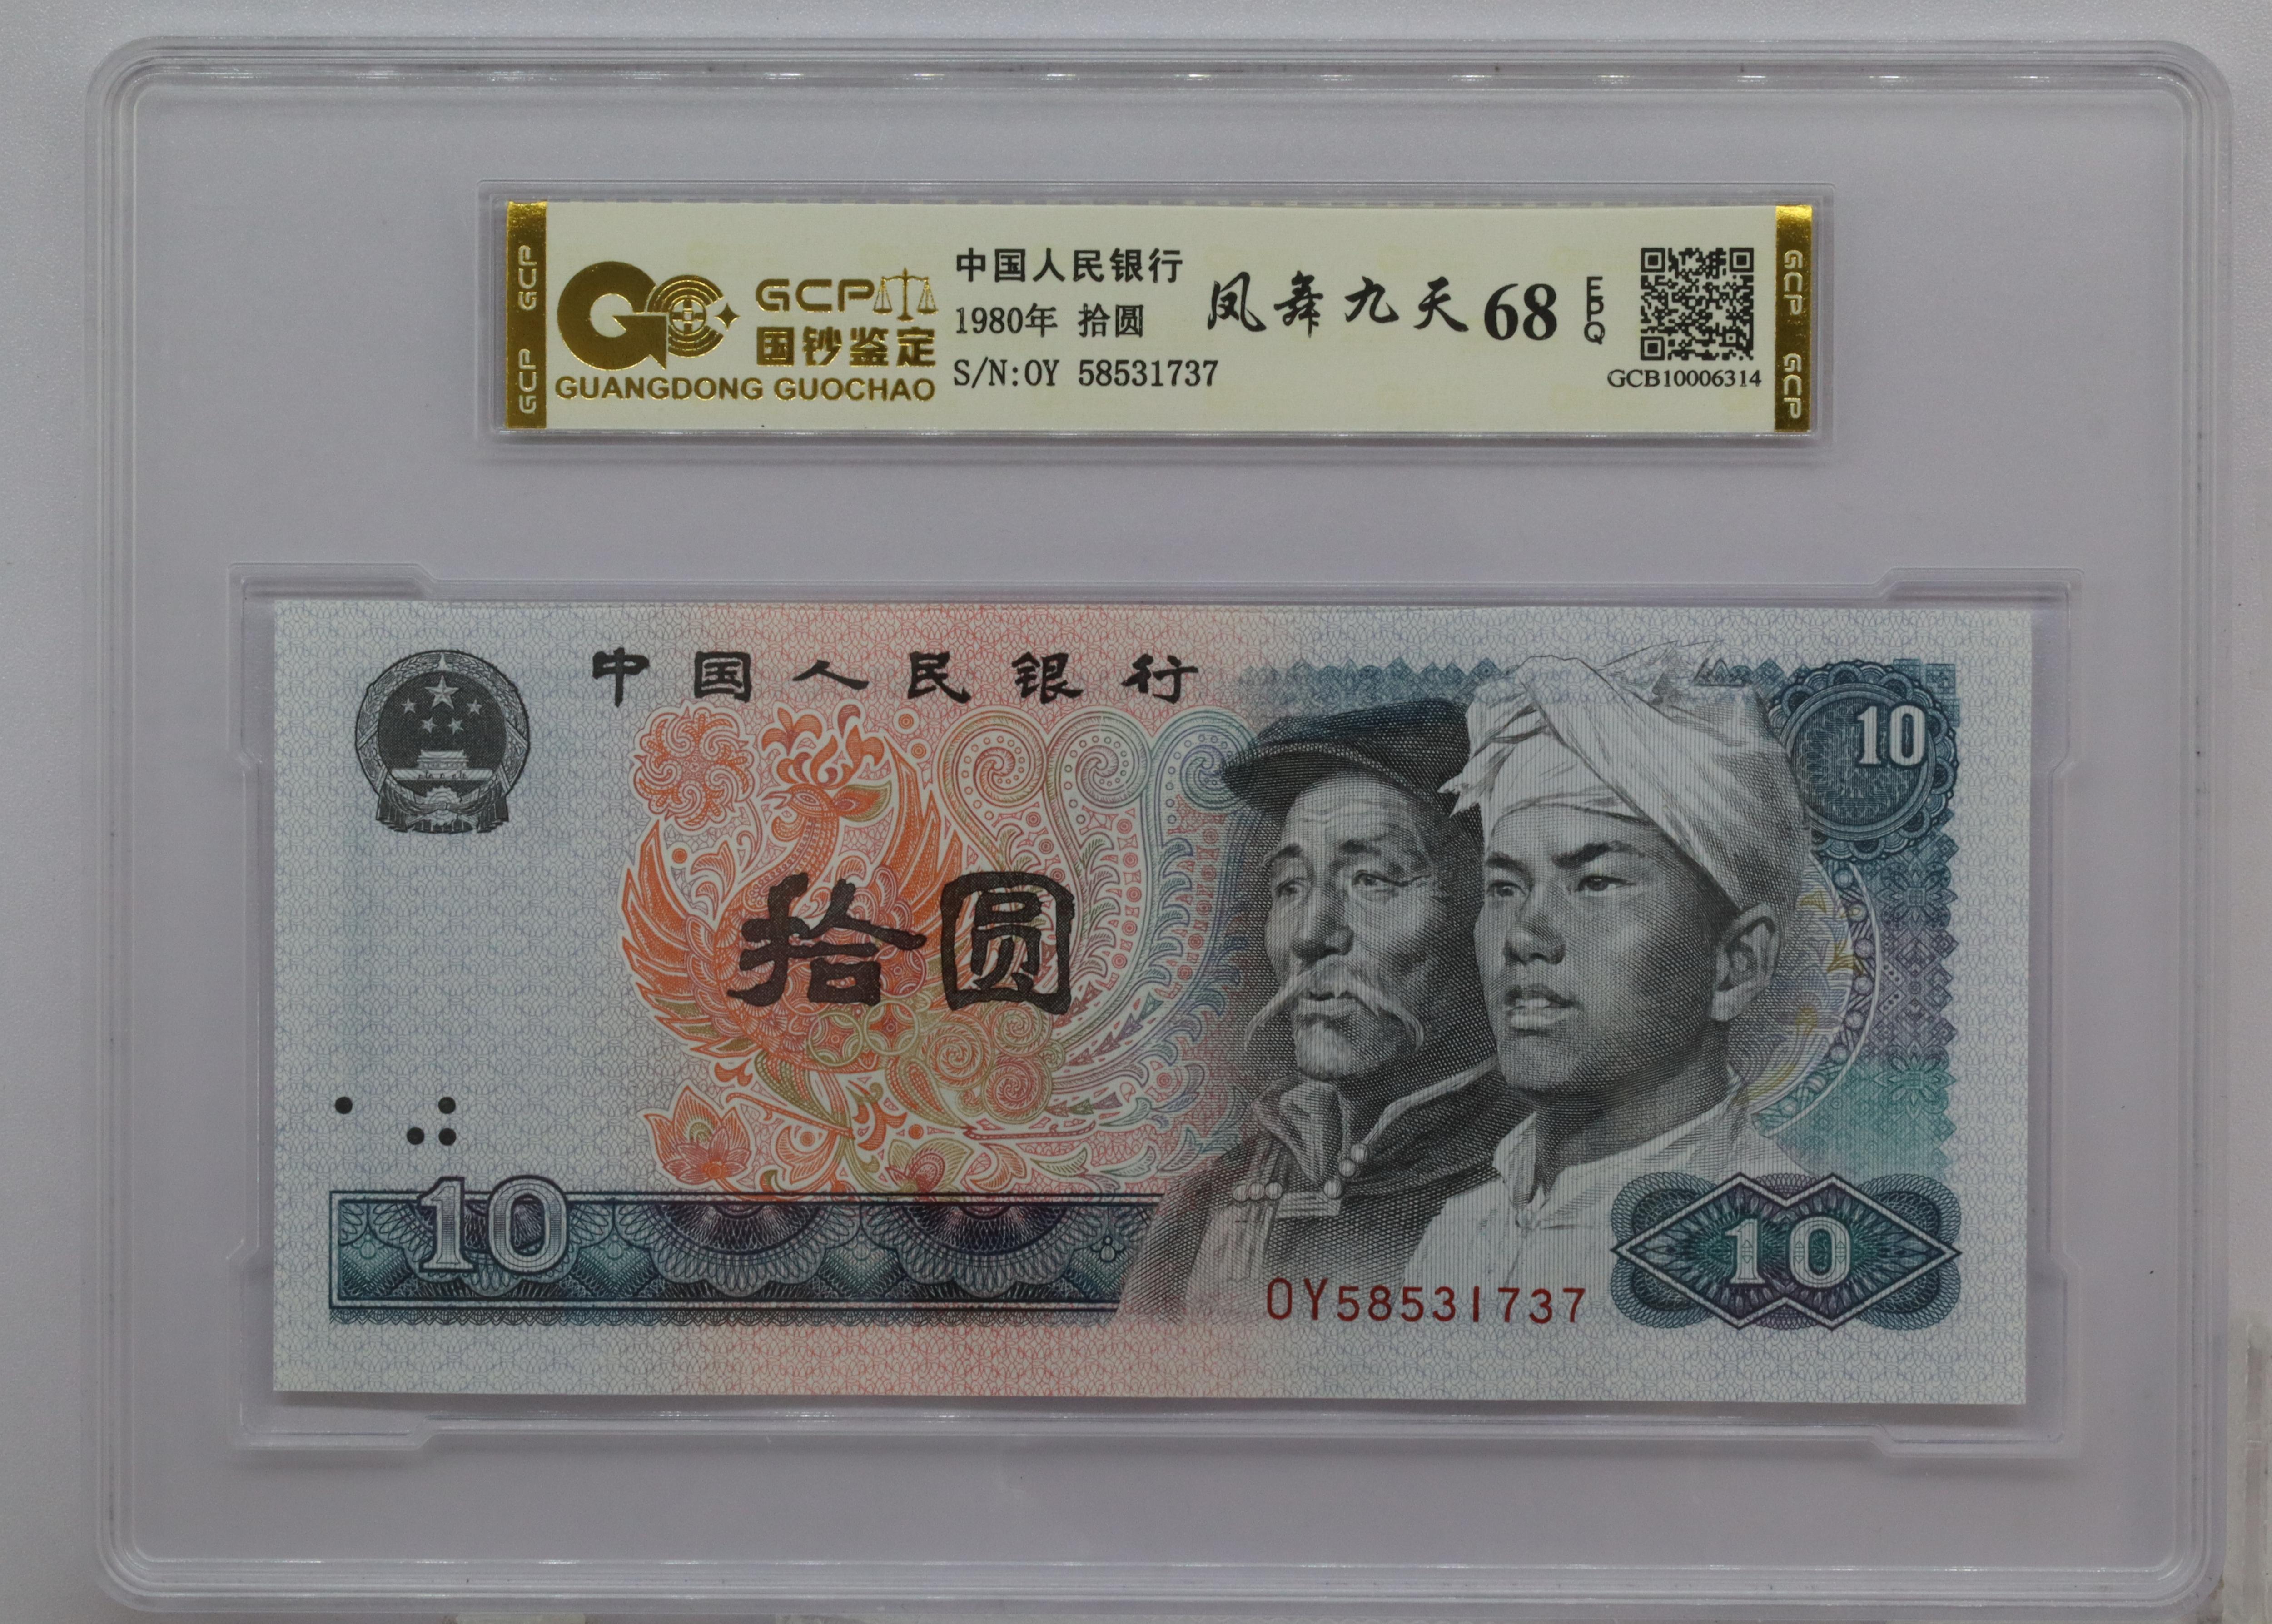 GCP GCP
GCP
国钞鉴定
GUANGDONG GUOCHAO
中国人民银行
1980年 拾圆
S/N:OY 58531737
凤舞九天 68 EPQ
GCB10006314
GCP GCP
中国人民银行
10
拾圆
10
10
OY58531737